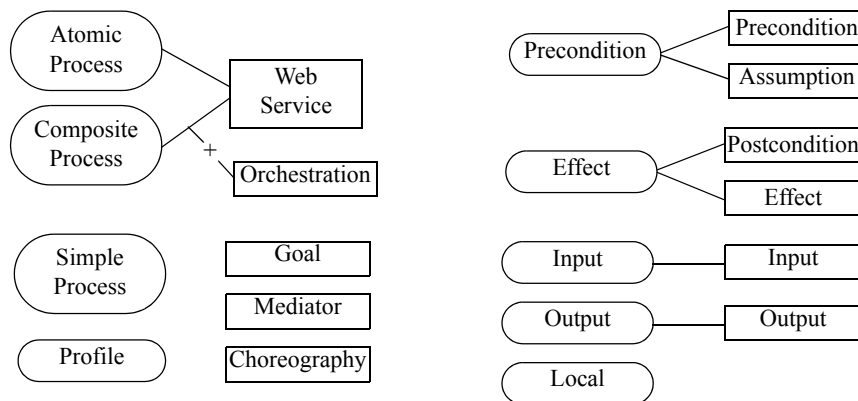 Atomic
Process
Web
Service
Composite
Process
+
Orchestration
Simple
Process
Goal
Mediator
Profile
Choreography
Precondition
Precondition
Assumption
Effect
Postcondition
Effect
Input
Input
Output
Output
Local